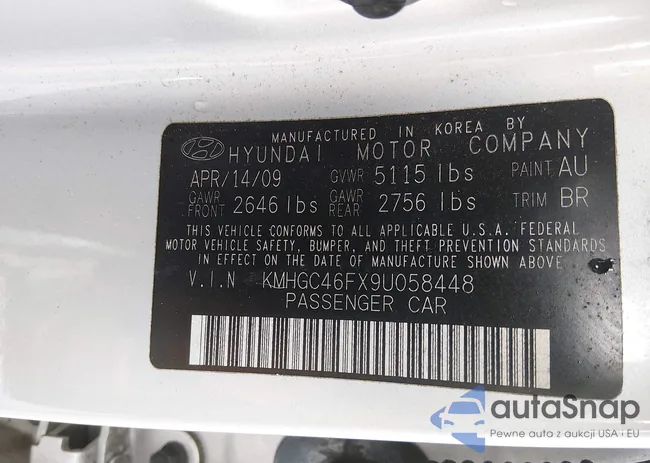 MANUFACTURED IN KOREA BY
HYUNDAI MOTOR COMPANY
APR/14/09 GVWR 5115 lbs PAINT AU
GAWR FRONT 2646 lbs GAWR REAR 2756 lbs TRIM BR
THIS VEHICLE CONFORMS TO ALL APPLICABLE U.S.A. FEDERAL
MOTOR VEHICLE SAFETY, BUMPER, AND THEFT PREVENTION STANDARDS
IN EFFECT ON THE DATE OF MANUFACTURE SHOWN ABOVE
V.I.N KMHGC46FX9U058448
PASSENGER CAR
autaSnap
Pewne auta z aukcji USA i EU